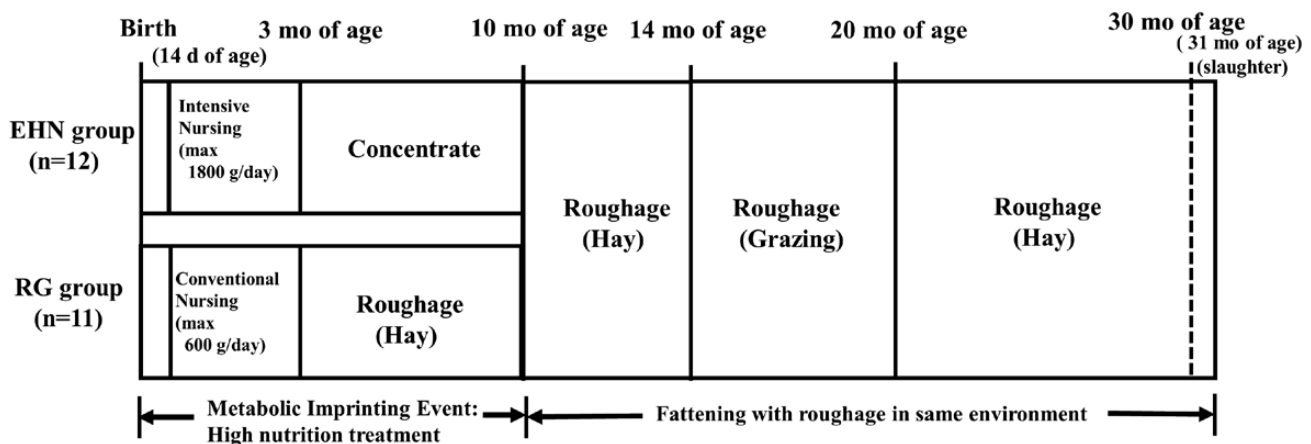 Birth
3 mo of age
10 mo of age
14 mo of age
20 mo of age
30 mo of age
(14 d of age)
( 31 mo of age)
(slaughter)
EHN group
(n=12)
Intensive
Nursing
(max
1800 g/day)
Concentrate
RG group
(n=11)
Conventional
Nursing
(max
600 g/day)
Roughage
(Hay)
Roughage
(Hay)
Roughage
(Grazing)
Roughage
(Hay)
Metabolic Imprinting Event:
High nutrition treatment
Fattening with roughage in same environment